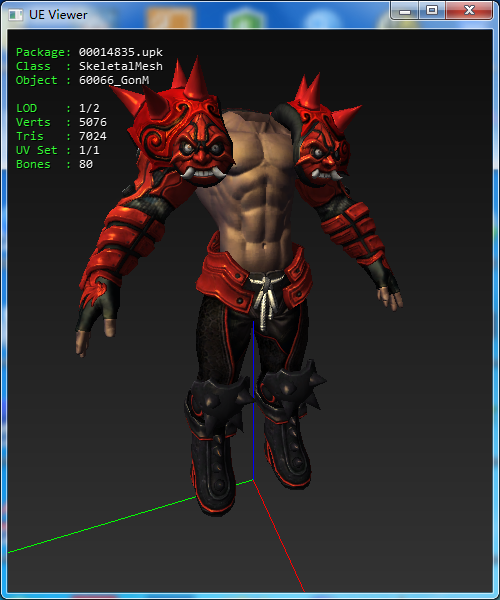 UE Viewer
Package: 00014835.upk
Class : SkeletalMesh
Object : 60066_GonM
LOD : 1/2
Verts : 5076
Tris : 7024
UV Set : 1/1
Bones : 80